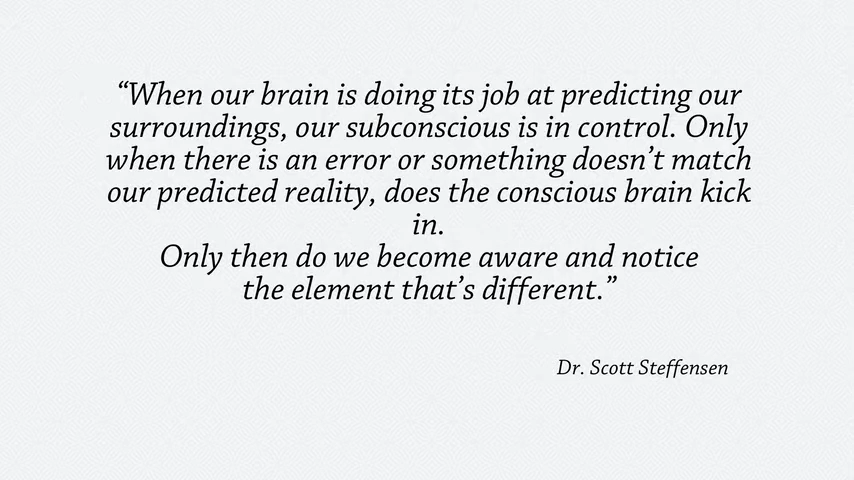 “When our brain is doing its job at predicting our
surroundings, our subconscious is in control. Only
when there is an error or something doesn’t match
our predicted reality, does the conscious brain kick
in.
Only then do we become aware and notice
the element that’s different.”
Dr. Scott Steffensen